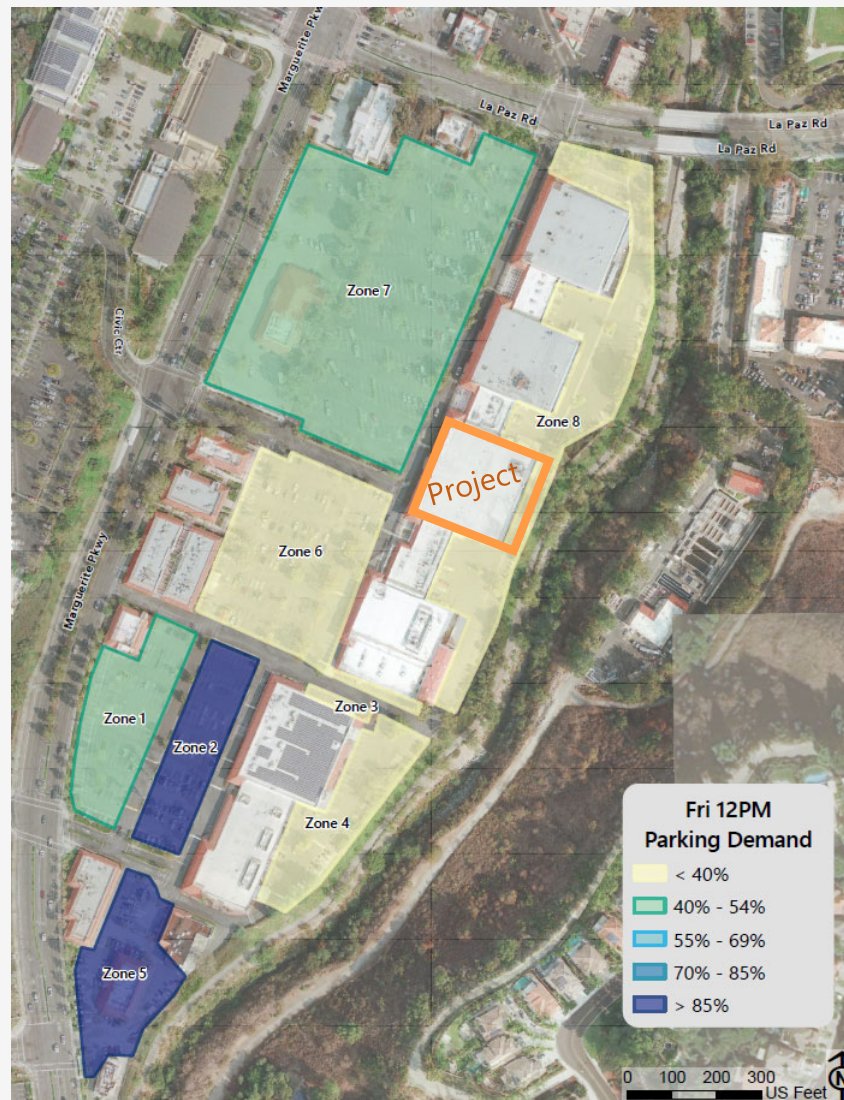 Marguerite Pkwy
La Paz Rd
La Paz Rd
La Paz Rd
Zone 7
Civic Ctr
Zone 8
Project
Zone 6
Marguerite Pkwy
Zone 3
Zone 1
Zone 2
Zone 4
Zone 5
Fri 12PM
Parking Demand
< 40%
40% - 54%
55% - 69%
70% - 85%
> 85%
0 100 200 300
US Feet
N